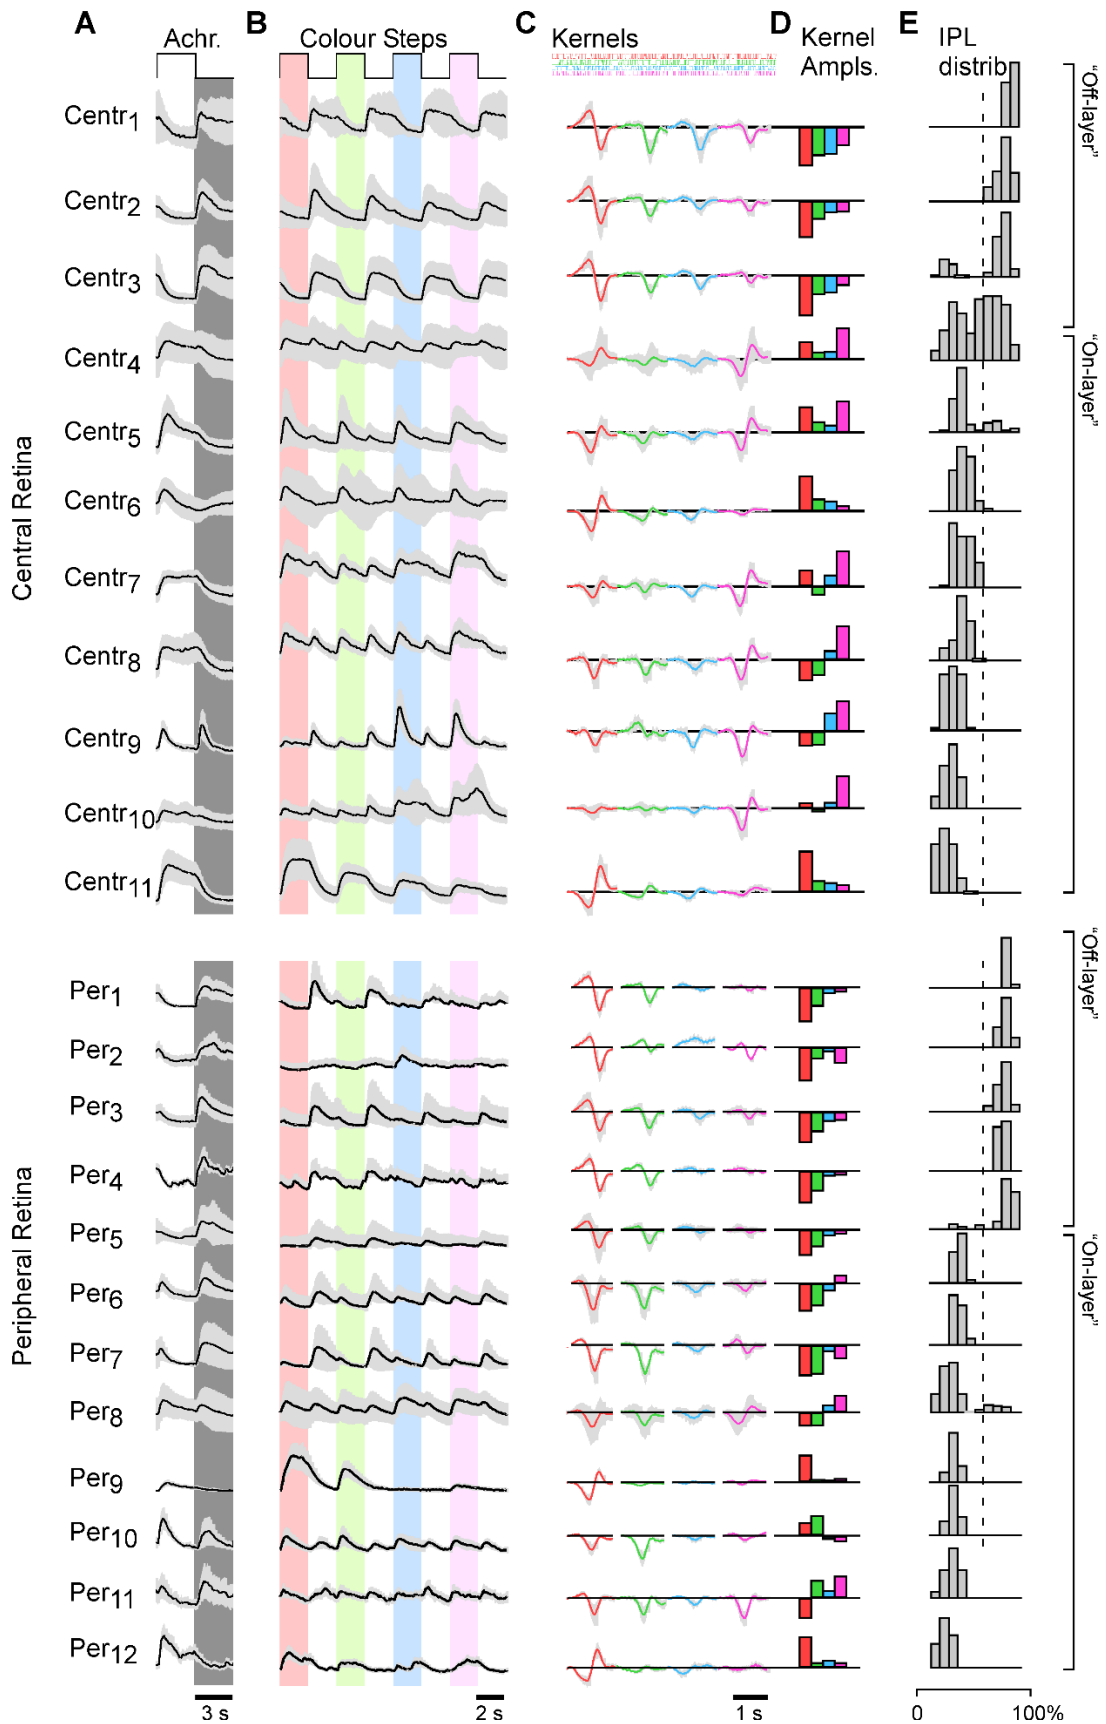 A B C D E
Achr. Colour Steps Kernels Kernel IPL
Ampls. distrib.
"Off-layer"
Centr1
Centr2
Centr3
"On-layer"
Centr4
Centr5
Centr6
Centr7
Centr8
Centr9
Centr10
Centr11
Central Retina
"Off-layer"
Per1
Per2
Per3
Per4
Per5
"On-layer"
Per6
Per7
Per8
Per9
Per10
Per11
Per12
Peripheral Retina
3 s 2 s 1 s 0 100%